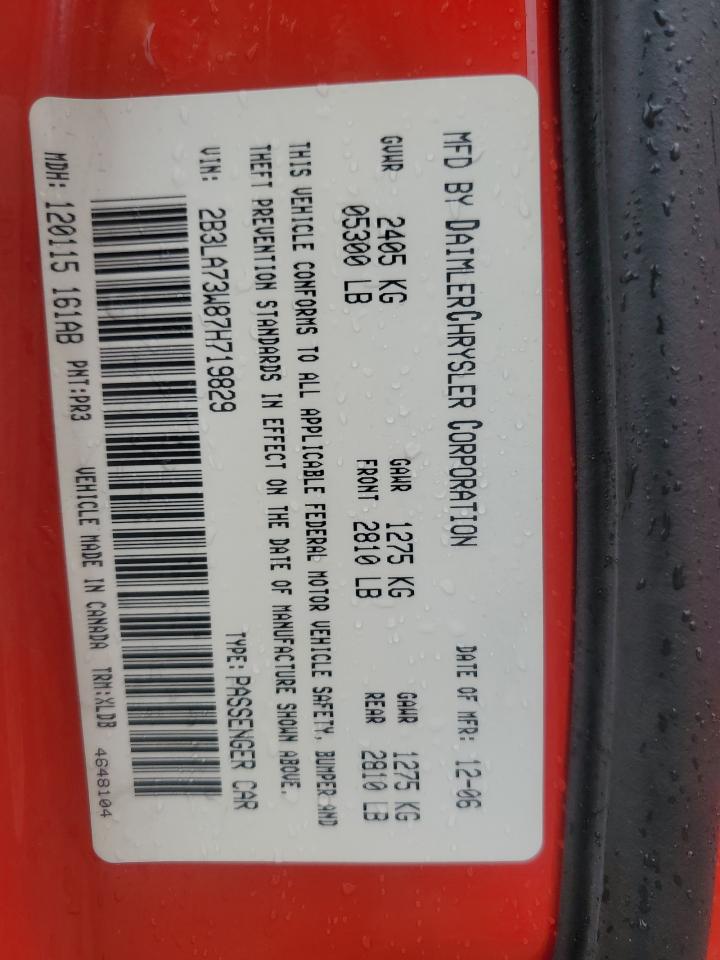 MFD BY DAIMLERCHRYSLER CORPORATION DATE OF MFR: 12-06
GVWR 2405 KG GAWR 1275 KG GAWR 1275 KG
05300 LB FRONT 2810 LB REAR 2810 LB
THIS VEHICLE CONFORMS TO ALL APPLICABLE FEDERAL MOTOR VEHICLE SAFETY, BUMPER AND
THEFT PREVENTION STANDARDS IN EFFECT ON THE DATE OF MANUFACTURE SHOWN ABOVE.
VIN: 2B3LA73W87H719829 TYPE: PASSENGER CAR
MDH: 120115 161AB PNT:PR3 VEHICLE MADE IN CANADA TRM:XLDB 4648104